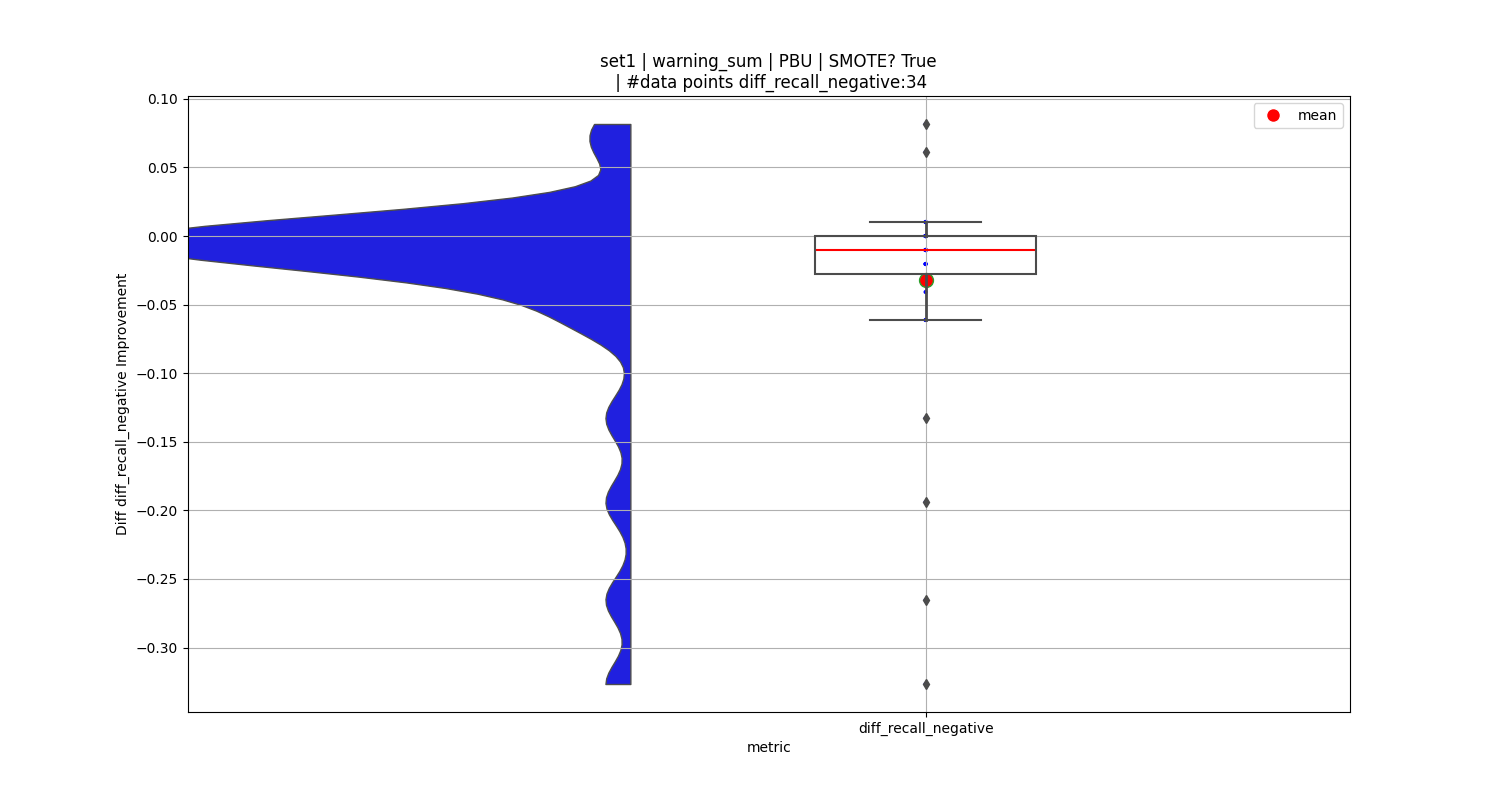 set1 | warning_sum | PBU | SMOTE? True
| #data points diff_recall_negative:34
mean
0.10
0.05
0.00
−0.05
−0.10
−0.15
−0.20
−0.25
−0.30
Diff diff_recall_negative Improvement
diff_recall_negative
metric